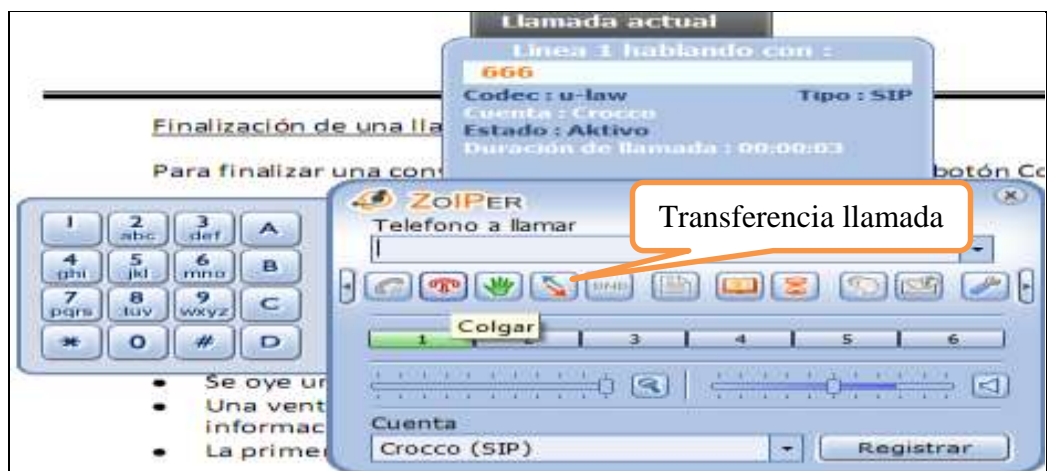 Llamada actual
Linea 1 hablando con :
666
Codec : u-law Tipo : SIP
Cuenta : Crocco
Estado : Aktivo
Duración de llamada : 00:00:03
Finalización de una lla
Para finalizar una con botón Co
ZOIPER
Telefono a llamar
Transferencia llamada
1 2 3 A
abc def
4 5 6 B
ghi jkl mno
7 8 9 C
pqrs tuv wxyz
* 0 # D
DND
Colgar
1 2 3 4 5 6
Se oye un
Una vent
informac
La primer
Cuenta
Crocco (SIP) Registrar